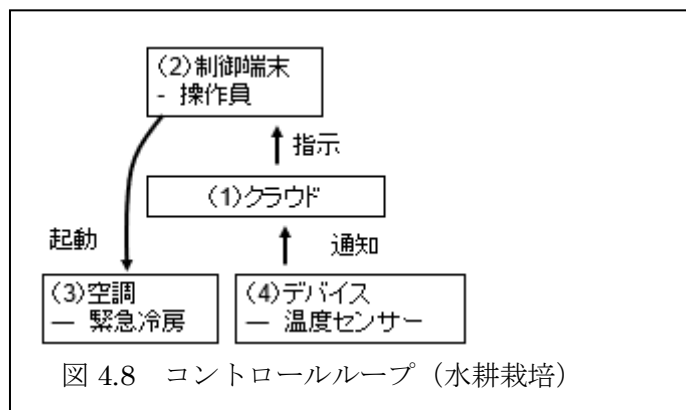 (2)制御端末
- 操作員
指示
(1)クラウド
起動
通知
(3)空調
― 緊急冷房
(4)デバイス
― 温度センサー
図 4.8 コントロールループ（水耕栽培）